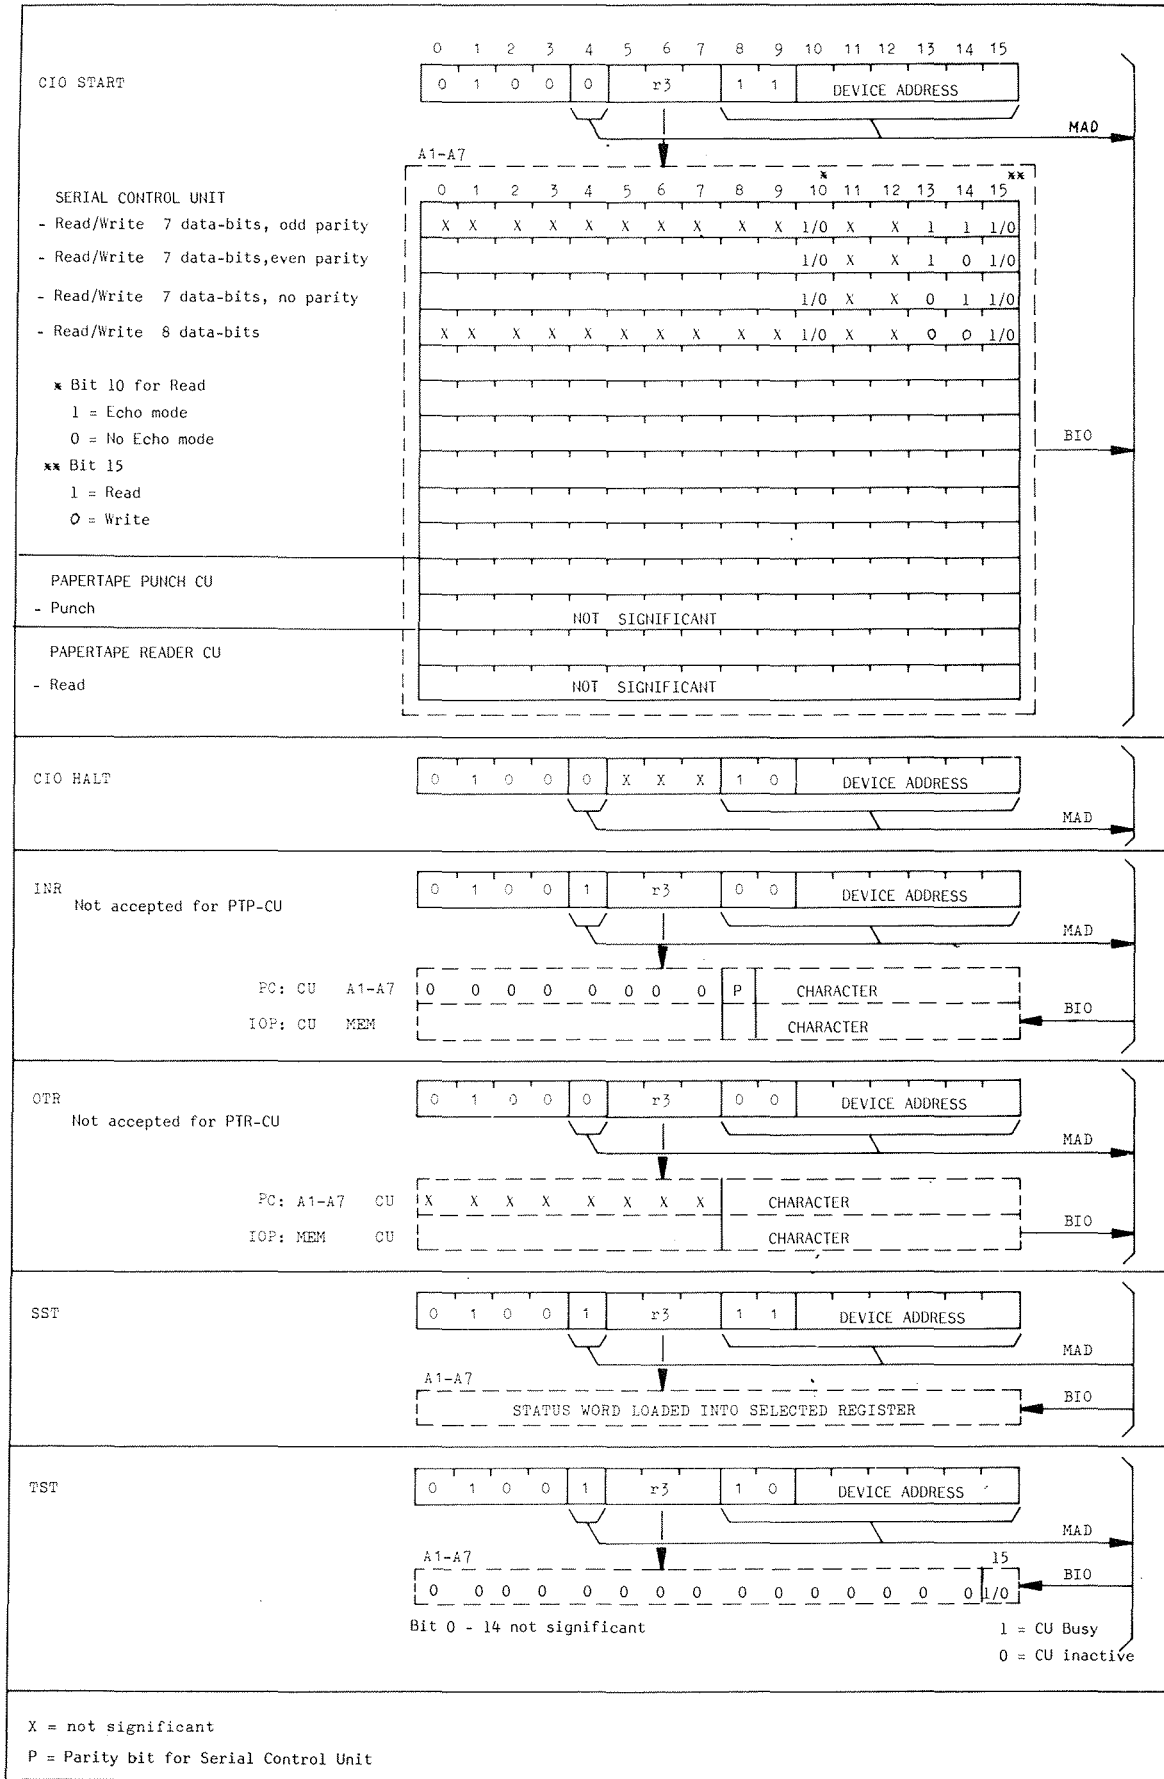 0 1 2 3 4 5 6 7 8 9 10 11 12 13 14 15
CIO START 0 1 0 0 0 r3 1 1 DEVICE ADDRESS
MAD
A1-A7
* **
SERIAL CONTROL UNIT 0 1 2 3 4 5 6 7 8 9 10 11 12 13 14 15
- Read/Write 7 data-bits, odd parity X X X X X X X X X X 1/0 X X 1 1 1/0
- Read/Write 7 data-bits,even parity 1/0 X X 1 0 1/0
- Read/Write 7 data-bits, no parity 1/0 X X 0 1 1/0
- Read/Write 8 data-bits X X X X X X X X X X 1/0 X X 0 0 1/0
* Bit 10 for Read
1 = Echo mode
0 = No Echo mode BIO
** Bit 15
1 = Read
0 = Write
PAPERTAPE PUNCH CU
- Punch NOT SIGNIFICANT
PAPERTAPE READER CU
- Read NOT SIGNIFICANT
CIO HALT 0 1 0 0 0 X X X 1 0 DEVICE ADDRESS
MAD
INR 0 1 0 0 1 r3 0 0 DEVICE ADDRESS
Not accepted for PTP-CU
MAD
PC: CU A1-A7 0 0 0 0 0 0 0 0 P CHARACTER
BIO
IOP: CU MEM CHARACTER
OTR 0 1 0 0 0 r3 0 0 DEVICE ADDRESS
Not accepted for PTR-CU
MAD
PC: A1-A7 CU X X X X X X X X CHARACTER
BIO
IOP: MEM CU CHARACTER
SST 0 1 0 0 1 r3 1 1 DEVICE ADDRESS
MAD
A1-A7
STATUS WORD LOADED INTO SELECTED REGISTER BIO
TST 0 1 0 0 1 r3 1 0 DEVICE ADDRESS
MAD
A1-A7 15
BIO
0 0 0 0 0 0 0 0 0 0 0 0 0 0 0 1/0
Bit 0 - 14 not significant 1 = CU Busy
0 = CU inactive
X = not significant
P = Parity bit for Serial Control Unit